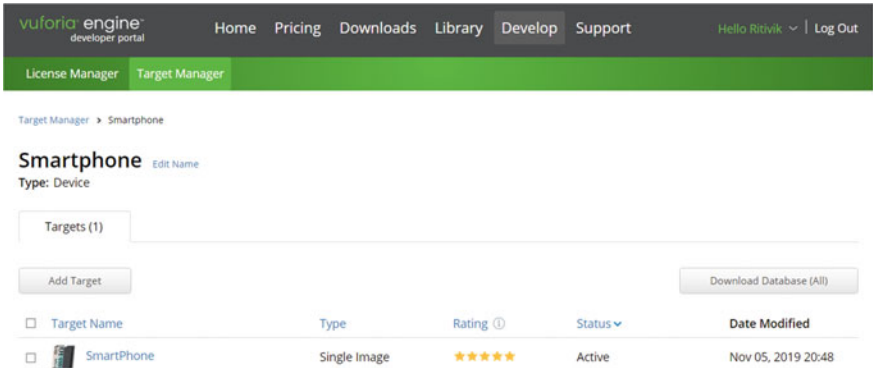 vuforia engine™ Home Pricing Downloads Library Develop Support Hello Ritivik | Log Out
developer portal
License Manager Target Manager
Target Manager > Smartphone
Smartphone Edit Name
Type: Device
Targets (1)
Add Target Download Database (All)
Target Name Type Rating Status Date Modified
SmartPhone Single Image ★★★★★ Active Nov 05, 2019 20:48